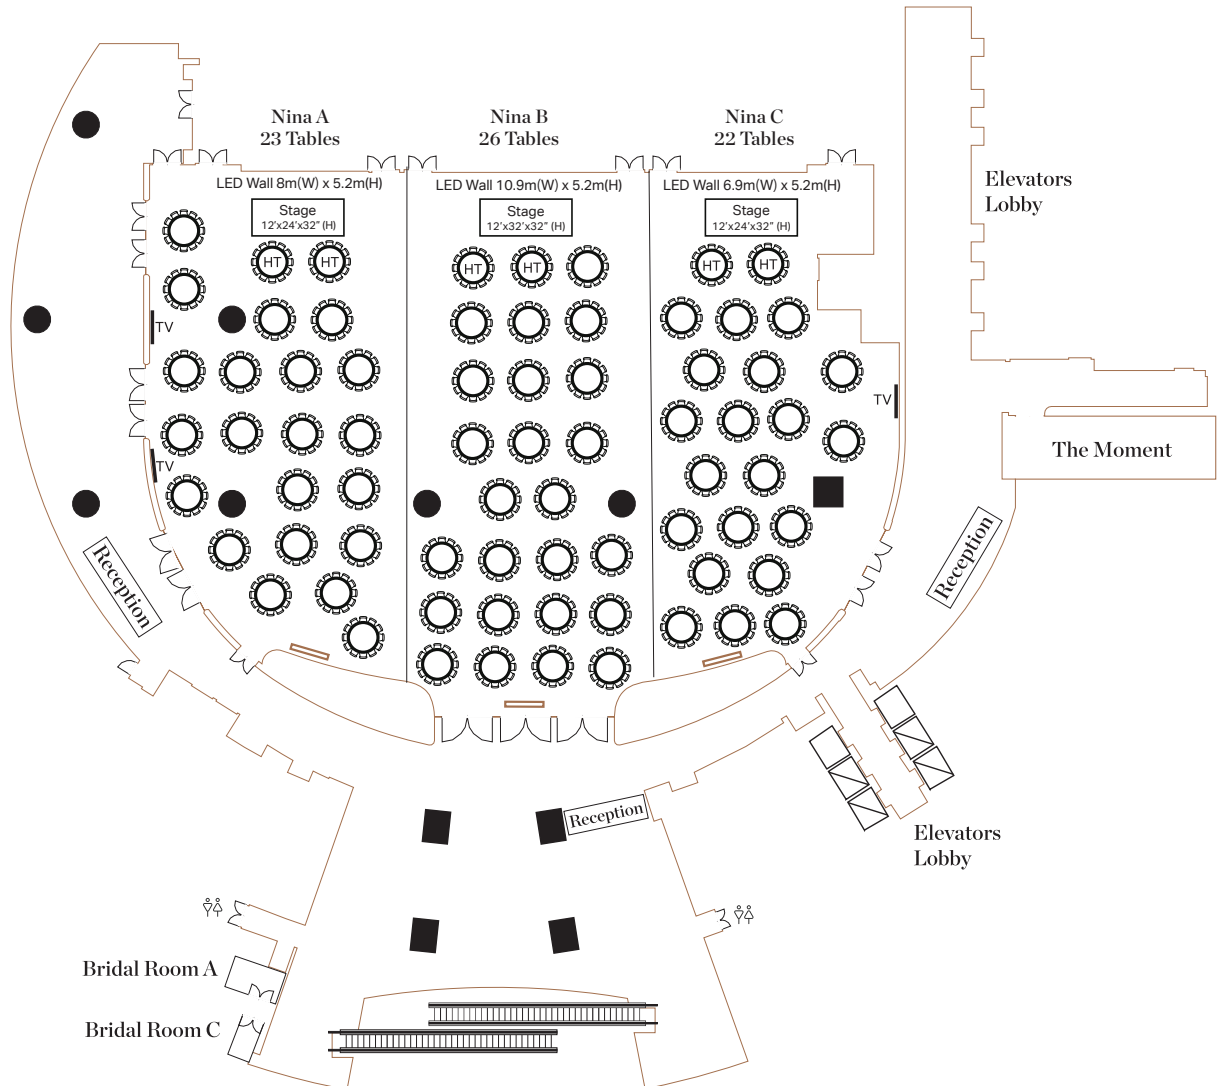 Nina A
23 Tables
Nina B
26 Tables
Nina C
22 Tables
LED Wall 8m(W) x 5.2m(H)
LED Wall 10.9m(W) x 5.2m(H)
LED Wall 6.9m(W) x 5.2m(H)
Elevators
Lobby
Stage
12'x24'x32" (H)
Stage
12'x32'x32" (H)
Stage
12'x24'x32" (H)
HT
HT
HT
HT
HT
HT
TV
TV
TV
The Moment
Reception
Reception
Reception
Elevators
Lobby
Bridal Room A
Bridal Room C